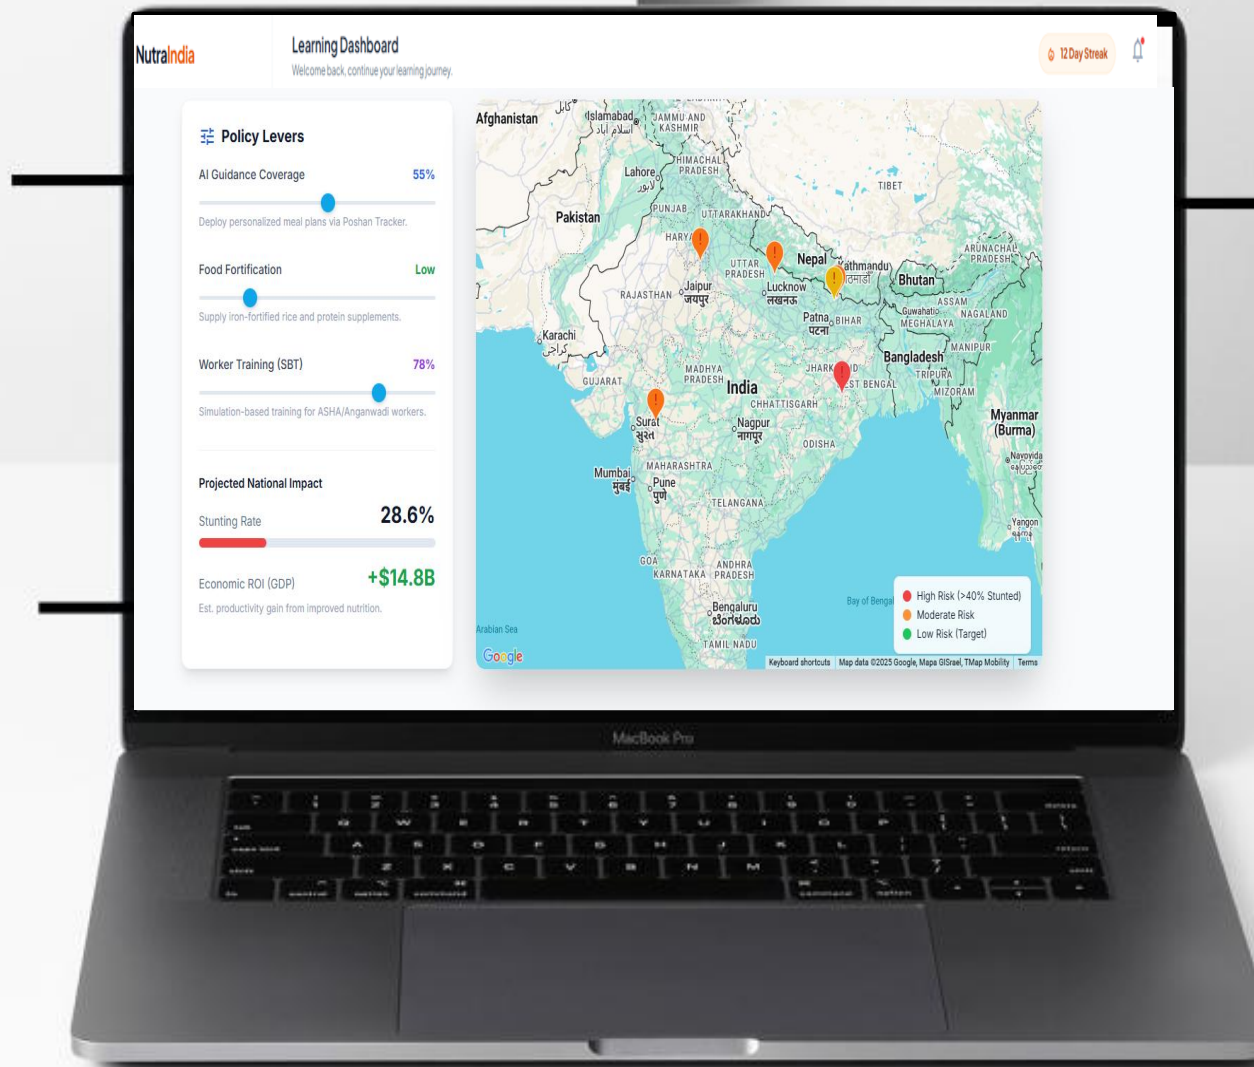 NutraIndia
Learning Dashboard
Welcome back, continue your learning journey.
12 Day Streak
Policy Levers
AI Guidance Coverage 55%
Deploy personalized meal plans via Poshan Tracker.
Food Fortification Low
Supply iron-fortified rice and protein supplements.
Worker Training (SBT) 78%
Simulation-based training for ASHA/Anganwadi workers.
Projected National Impact
Stunting Rate 28.6%
Economic ROI (GDP) +$14.8B
Est. productivity gain from improved nutrition.
Afghanistan
Islamabad
اسلام آباد
JAMMU AND
KASHMIR
HIMACHAL
PRADESH
Lahore
لاہور
TIBET
PUNJAB
UTTARAKHAND
Pakistan
ARUNACHAL
PRADESH
Nepal
Kathmandu
Bhutan
UTTAR
PRADESH
RAJASTHAN
Jaipur
जयपुर
Lucknow
लखनऊ
ASSAM
Guwahati
NAGALAND
MEGHALAYA
Patna
पटना
BIHAR
Karachi
كراچی
MANIPUR
Bangladesh
GUJARAT
MADHYA
PRADESH
India
TRIPURA
MIZORAM
CHHATTISGARH
Myanmar
(Burma)
Surat
સુરત
Nagpur
नागपूर
ODISHA
MAHARASHTRA
Mumbai
मुंबई
Pune
पुणे
TELANGANA
Yangon
GOA
KARNATAKA
ANDHRA
PRADESH
Bay of Bengal
Bengaluru
ಬೆಂಗಳೂರು
Arabian Sea
TAMIL NADU
High Risk (>40% Stunted)
Moderate Risk
Low Risk (Target)
Google
Keyboard shortcuts Map data ©2025 Google, Mapa GISrael, TMap Mobility Terms
MacBook Pro